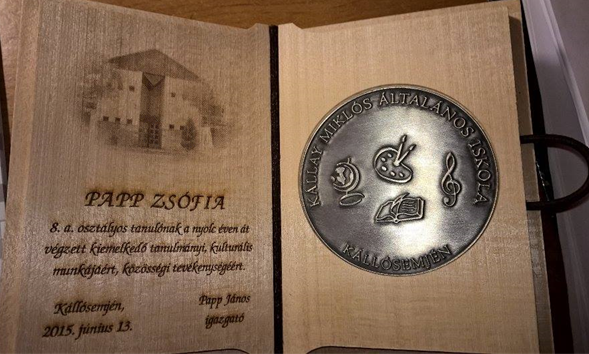 PAPP ZSÓFIA
8. a. osztályos tanulónak a nyolc éven át
végzett kiemelkedő tanulmányi, kulturális
munkájáért, közösségi tevékenységéért.
Kállósemjén,
2015. június 13.
Papp János
igazgató
KÁLLAY MIKLÓS ÁLTALÁNOS ISKOLA
KÁLLÓSEMJÉN